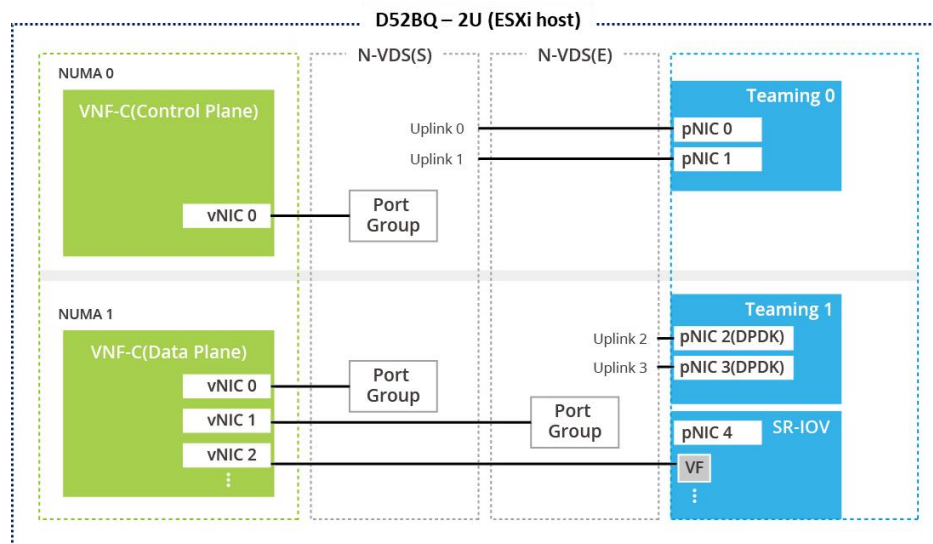 D52BQ – 2U (ESXi host)
N-VDS(S)
N-VDS(E)
NUMA 0
VNF-C(Control Plane)
vNIC 0
Port
Group
Uplink 0
Uplink 1
Teaming 0
pNIC 0
pNIC 1
NUMA 1
VNF-C(Data Plane)
vNIC 0
vNIC 1
vNIC 2
Port
Group
Port
Group
Uplink 2
Uplink 3
Teaming 1
pNIC 2(DPDK)
pNIC 3(DPDK)
SR-IOV
pNIC 4
VF